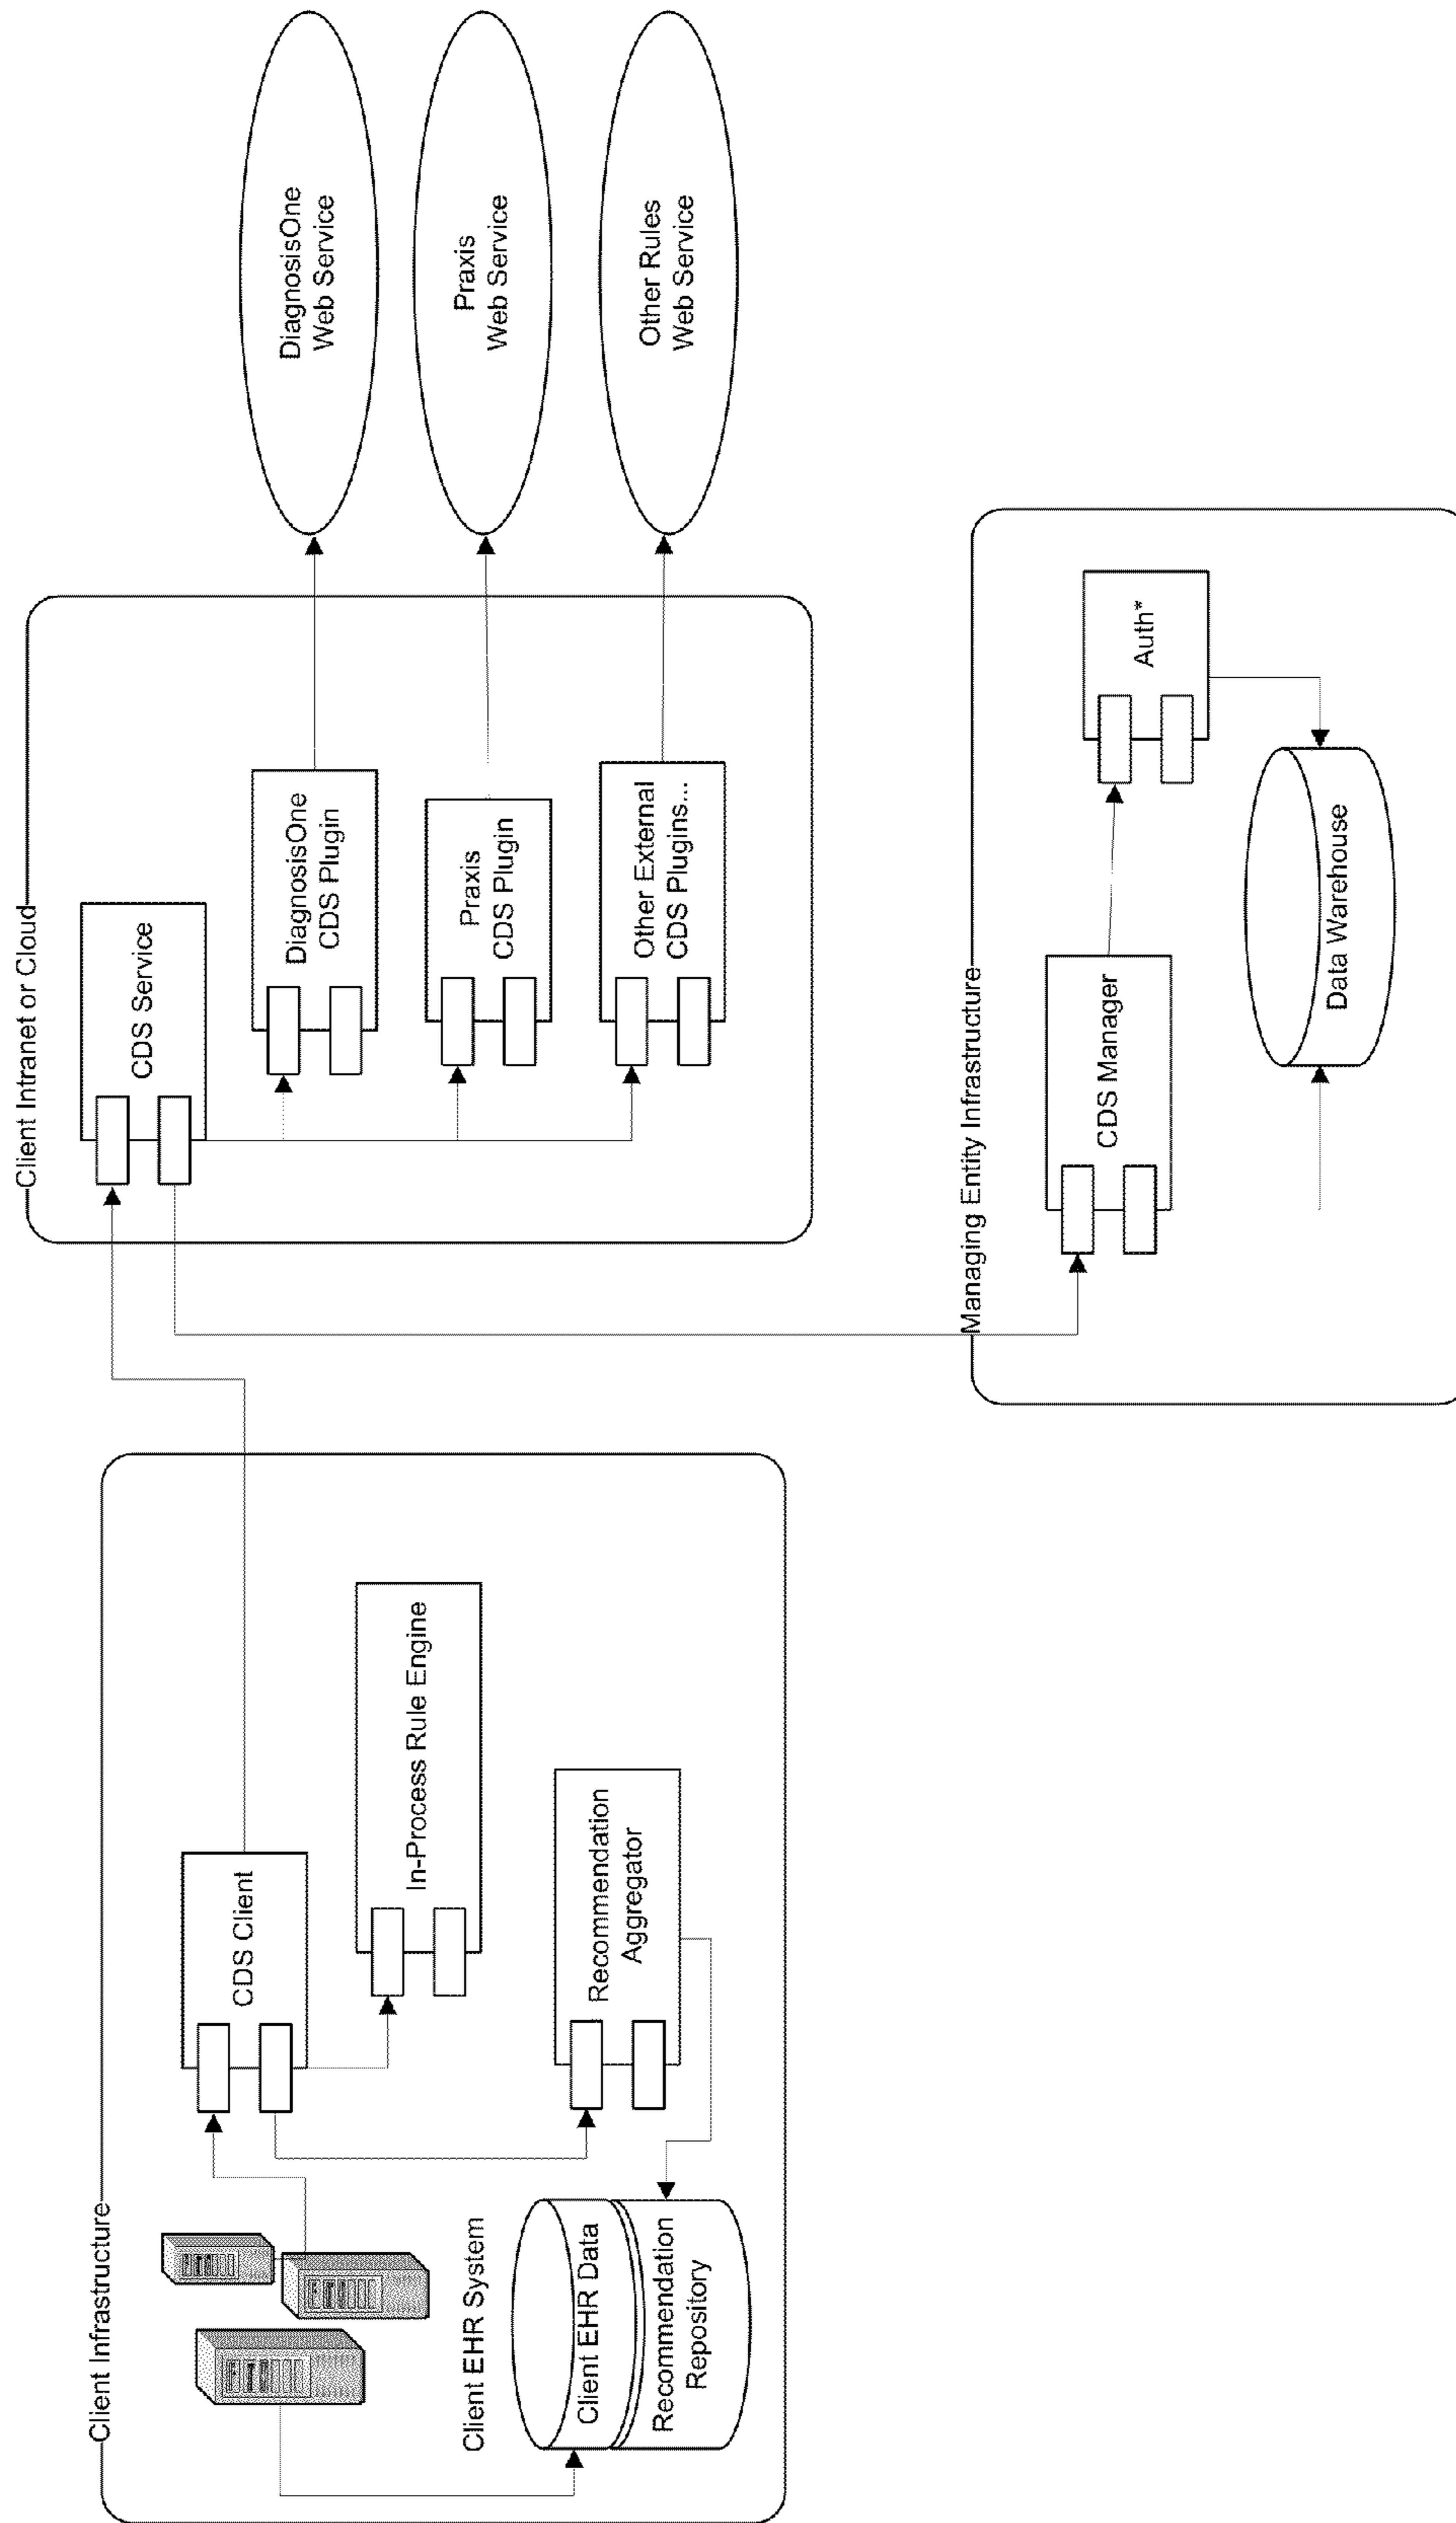 Client Infrastructure
CDS Client
In-Process Rule Engine
Client EHR System
Client EHR Data
Recommendation
Repository
Recommendation
Aggregator
Client Intranet or Cloud
CDS Service
DiagnosisOne
CDS Plugin
Praxis
CDS Plugin
Other External
CDS Plugins...
DiagnosisOne
Web Service
Praxis
Web Service
Other Rules
Web Service
Managing Entity Infrastructure
CDS Manager
Auth*
Data Warehouse